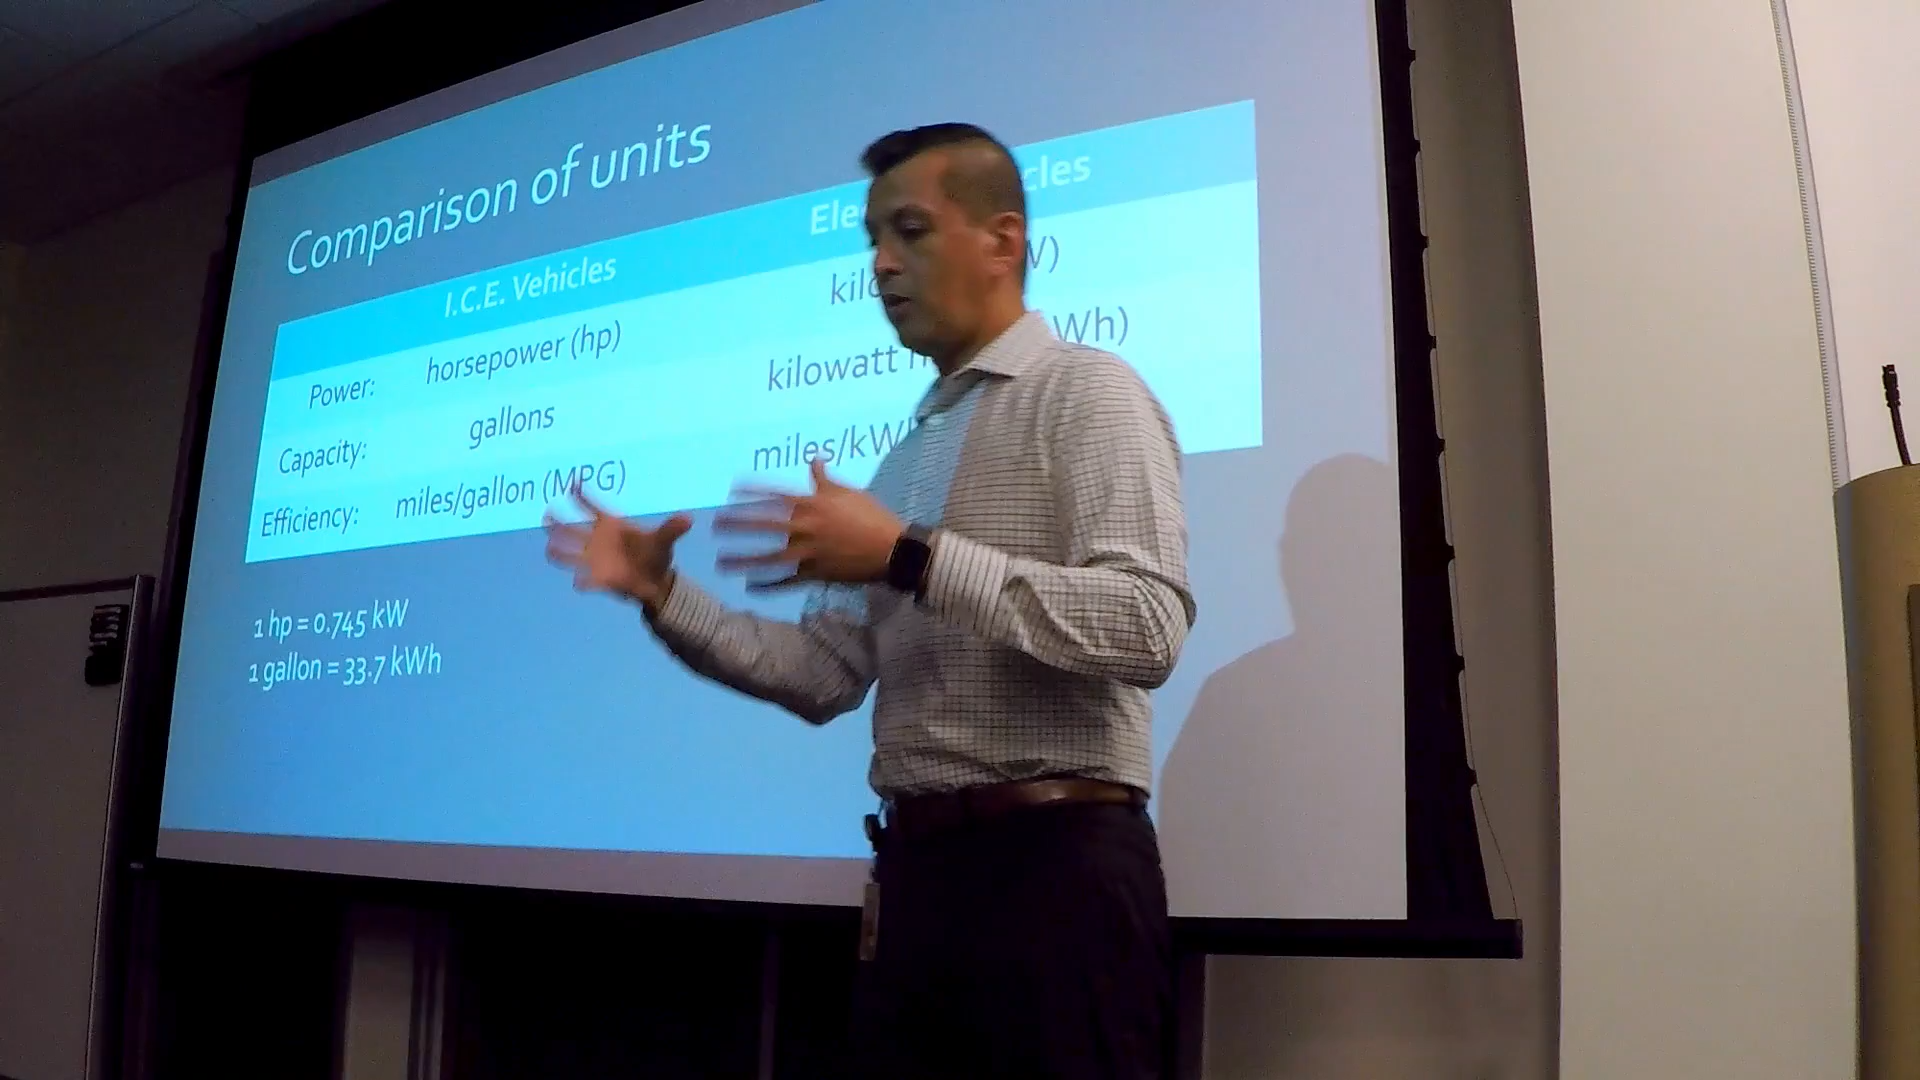 Comparison of units
I.C.E. Vehicles
Power: horsepower (hp)
Capacity: gallons kilowatt
Efficiency: miles/gallon (MPG)
1 hp = 0.745 kW
1 gallon = 33.7 kWh